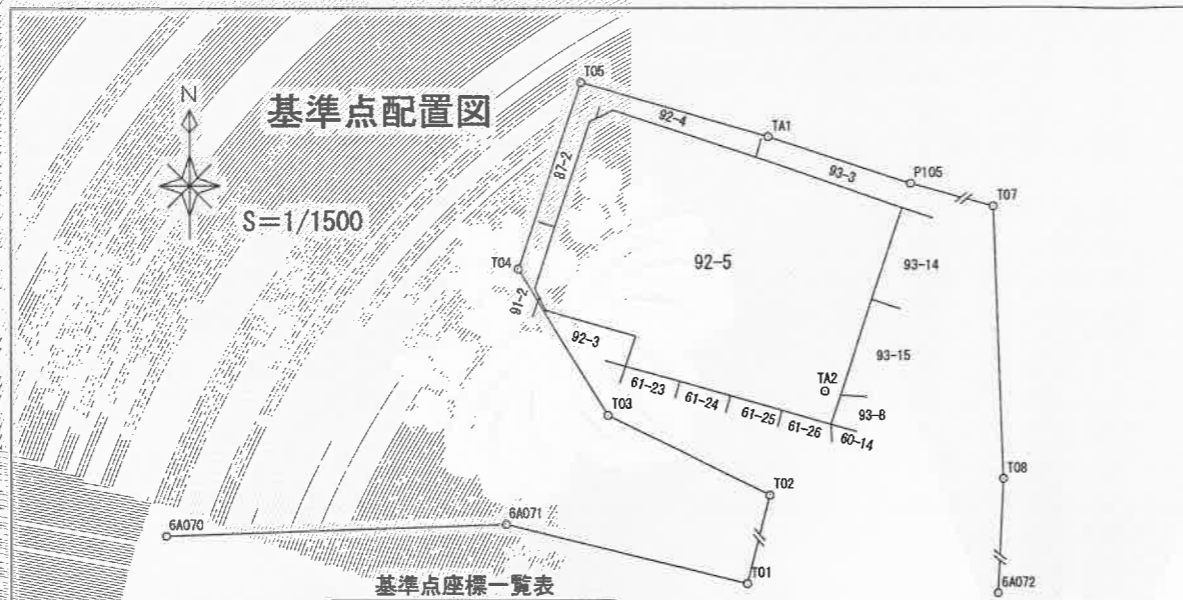 基準点配置図
N
S=1/1500
T05
92-4
TA1
P105
93-3
T07
87-2
92-5
93-14
T04
91-2
92-3
93-15
61-23
61-24
61-25
61-26
TA2
93-8
60-14
T03
T02
T08
6A070
6A071
T01
6A072
基準点座標一覧表